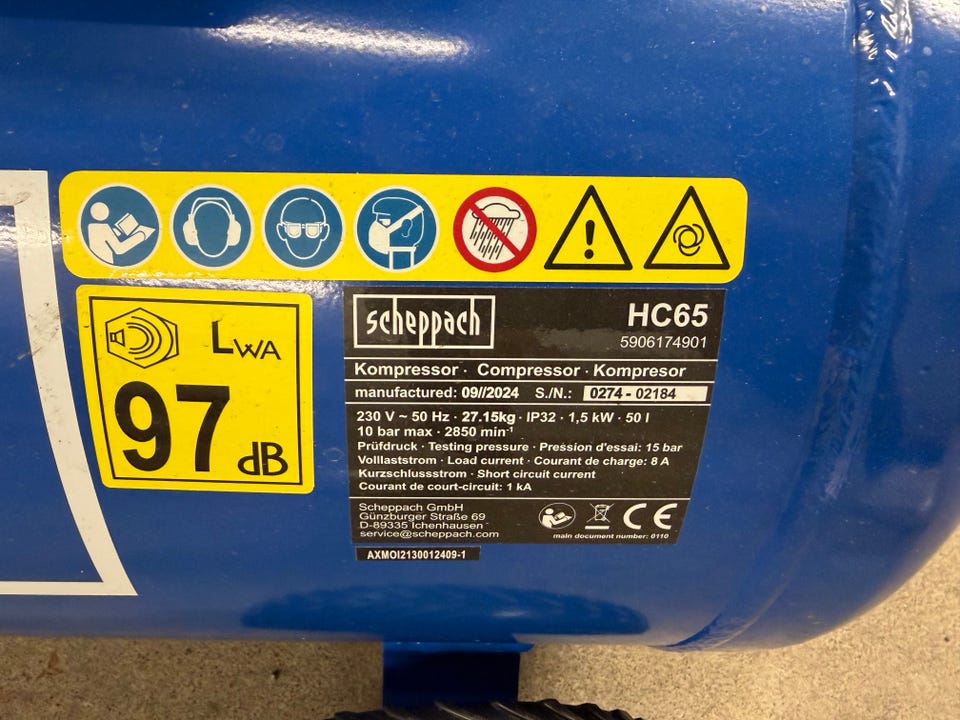 LWA
97
dB
scheppach
HC65
5906174901
Kompressor · Compressor · Kompresor
manufactured: 09//2024 S./N.: 0274 - 02184
230 V ~ 50 Hz · 27.15kg · IP32 · 1,5 kW · 50 l
10 bar max · 2850 min⁻¹
Prüfdruck · Testing pressure · Pression d'essai: 15 bar
Volllaststrom · Load current · Courant de charge: 8 A
Kurzschlussstrom · Short circuit current
Courant de court-circuit: 1 kA
Scheppach GmbH
Günzburger Straße 69
D-89335 Ichenhausen
service@scheppach.com
CE
main document number: 0110
AXMOI2130012409-1